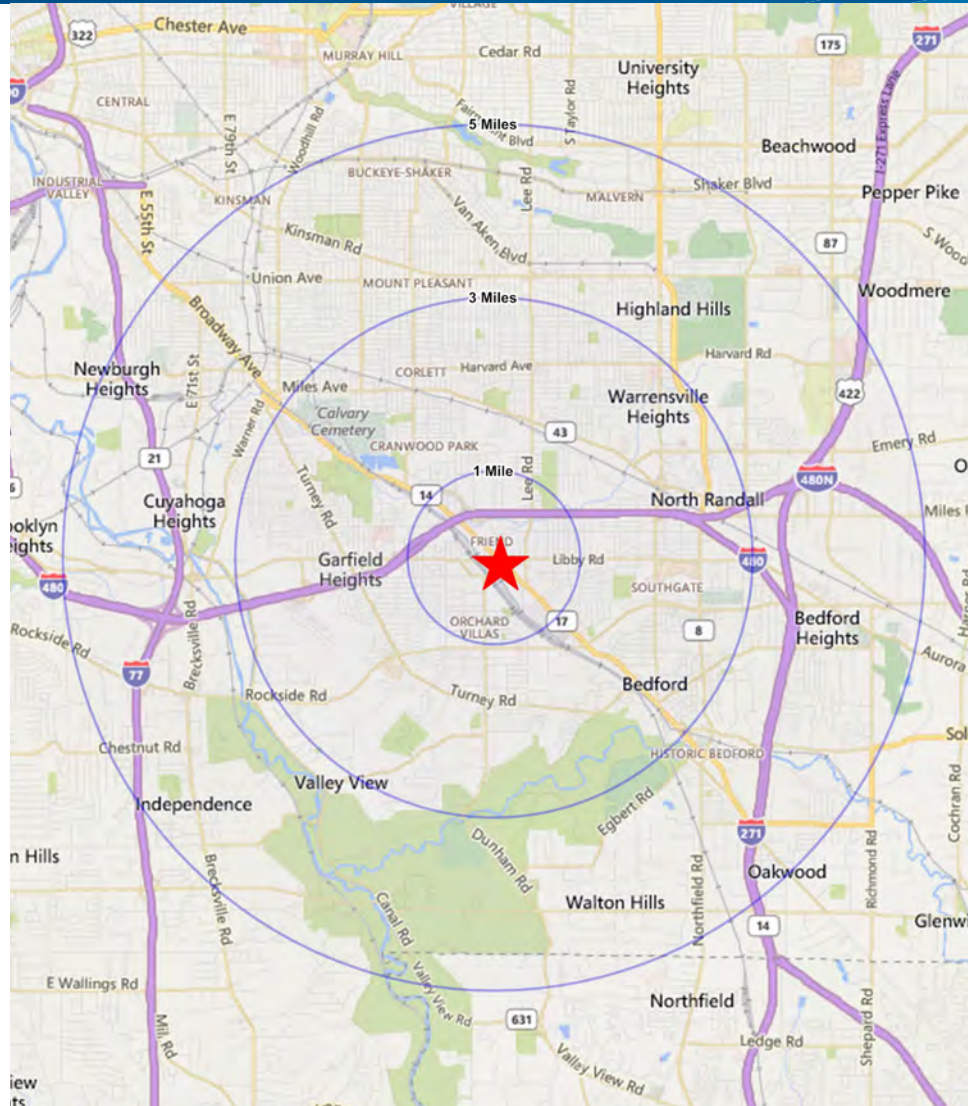 VILLAGE
322
Chester Ave
MURRAY HILL
Cedar Rd
175
271
University
Heights
CENTRAL
E 79th St
Woodhill Rd
S Taylor Rd
I-271 Express Lane
5 Miles
Beachwood
BUCKEYE-SHAKER
Lee Rd
MALVERN
Shaker Blvd
Pepper Pike
INDUSTRIAL
VALLEY
E 55th St
KINSMAN
Kinsman Rd
Van Aken Blvd
87
Union Ave
MOUNT PLEASANT
3 Miles
Highland Hills
Woodmere
Broadway Ave
Newburgh
Heights
E 71st St
Miles Ave
CORLETT
Harvard Ave
Harvard Rd
422
Calvary
Cemetery
Warrensville
Heights
Warner Rd
CRANWOOD PARK
43
Emery Rd
21
1 Mile
Lee Rd
Turney Rd
14
480N
Cuyahoga
Heights
North Randall
FRIEND
Libby Rd
480
Garfield
Heights
480
SOUTHGATE
ORCHARD
VILLAS
17
8
Bedford
Heights
Rockside Rd
Brecksville Rd
77
Aurora
Bedford
Rockside Rd
Turney Rd
Chestnut Rd
HISTORIC BEDFORD
Valley View
Independence
Egbert Rd
Cochran Rd
271
Dunham Rd
Oakwood
Richmond Rd
Walton Hills
Brecksville Rd
Northfield Rd
14
Canal Rd
E Wallings Rd
Valley View Rd
Northfield
631
Ledge Rd
Shepard Rd
Valley View Rd